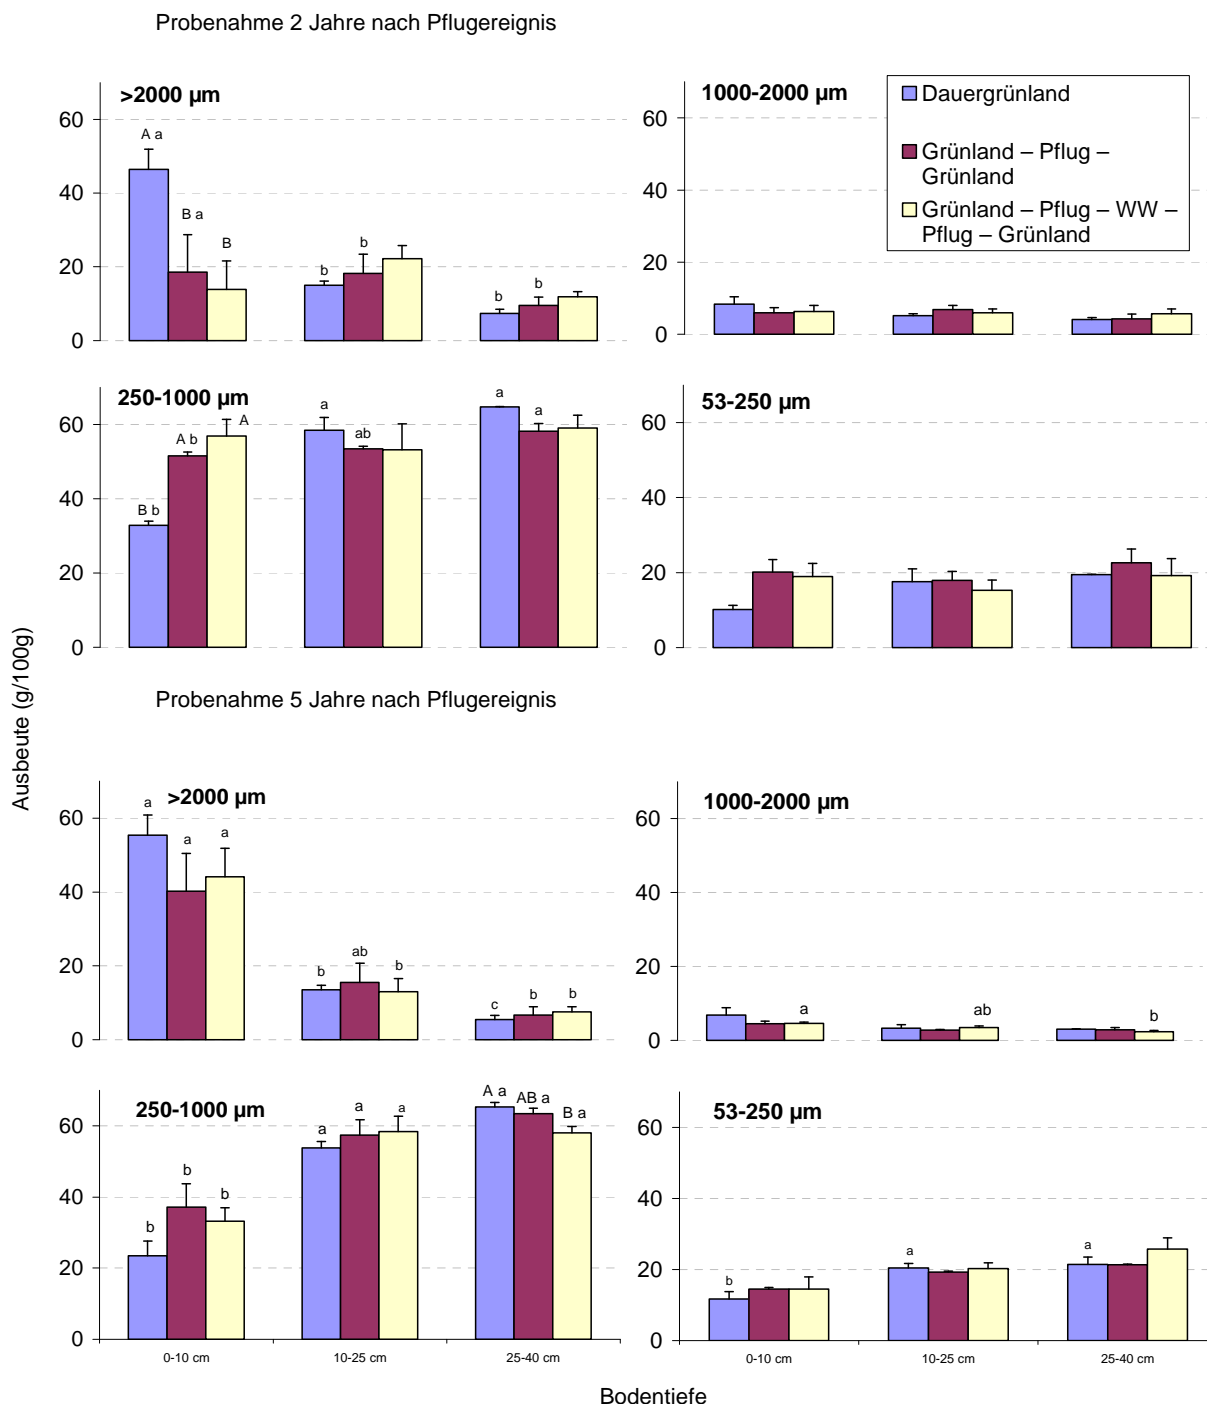 Probenahme 2 Jahre nach Pflugereignis
>2000 µm
60
40
20
0
A a
B a
B
b
b
b
b
1000-2000 µm
60
40
20
0
Dauergrünland
Grünland – Pflug –
Grünland
Grünland – Pflug – WW –
Pflug – Grünland
250-1000 µm
60
40
20
0
B b
A b
A
a
ab
a
a
53-250 µm
60
40
20
0
Ausbeute (g/100g)
Probenahme 5 Jahre nach Pflugereignis
>2000 µm
60
40
20
0
a
a
a
b
ab
b
c
b
b
1000-2000 µm
60
40
20
0
a
ab
b
250-1000 µm
60
40
20
0
b
b
b
a
a
a
A a
AB a
B a
0-10 cm
10-25 cm
25-40 cm
53-250 µm
60
40
20
0
b
a
a
0-10 cm
10-25 cm
25-40 cm
Bodentiefe